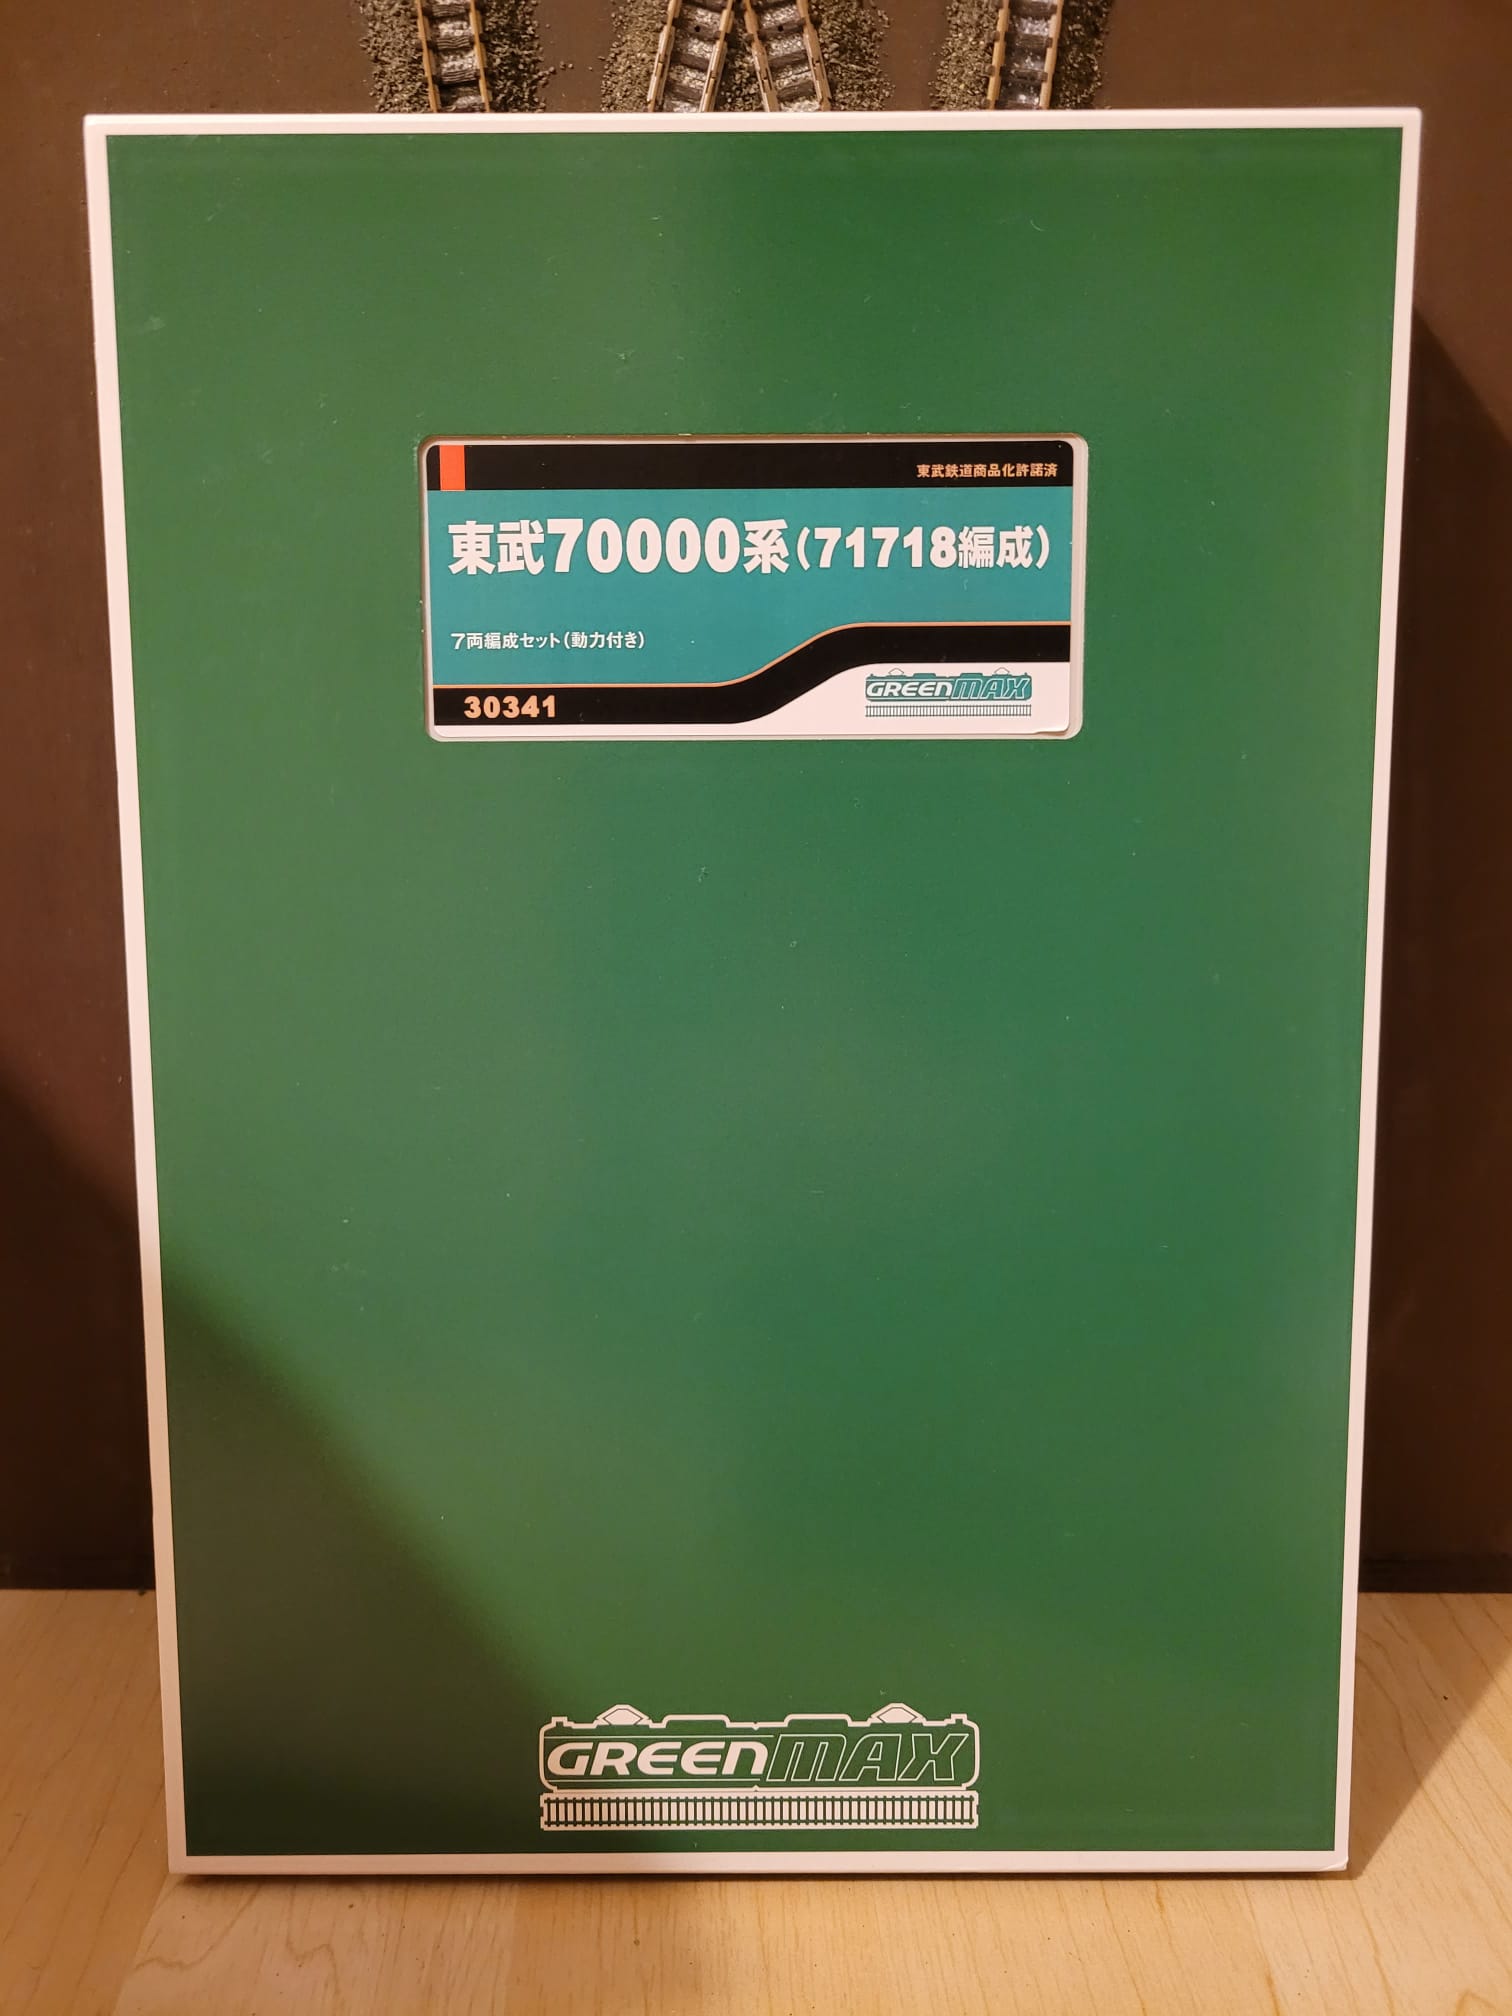 東武鉄道商品化許諾済
東武70000系(71718編成)
7両編成セット(動力付き)
30341
GREENMAX
GREENMAX